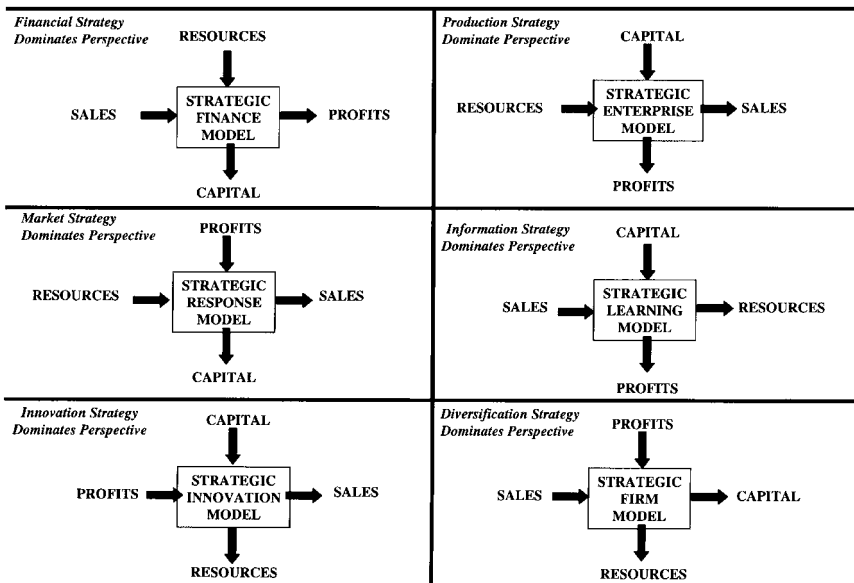 Financial Strategy
Dominates Perspective
RESOURCES
SALES
STRATEGIC
FINANCE
MODEL
PROFITS
CAPITAL
Production Strategy
Dominate Perspective
CAPITAL
RESOURCES
STRATEGIC
ENTERPRISE
MODEL
SALES
PROFITS
Market Strategy
Dominates Perspective
PROFITS
RESOURCES
STRATEGIC
RESPONSE
MODEL
SALES
CAPITAL
Information Strategy
Dominates Perspective
CAPITAL
SALES
STRATEGIC
LEARNING
MODEL
RESOURCES
PROFITS
Innovation Strategy
Dominates Perspective
CAPITAL
PROFITS
STRATEGIC
INNOVATION
MODEL
SALES
RESOURCES
Diversification Strategy
Dominates Perspective
PROFITS
SALES
STRATEGIC
FIRM
MODEL
CAPITAL
RESOURCES